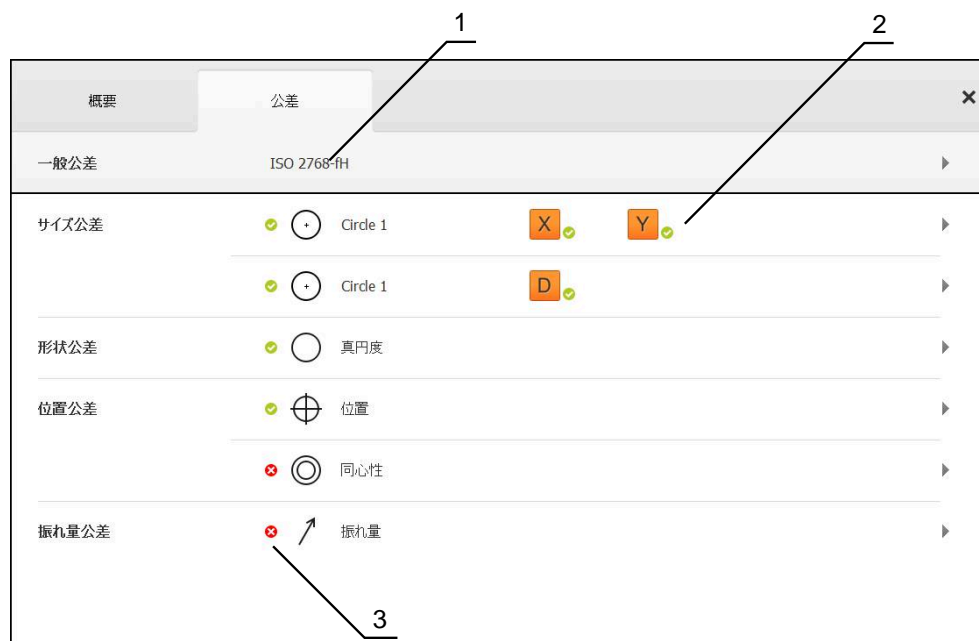 1
2
概要 公差
一般公差 ISO 2768-fH
サイズ公差 Circle 1 X Y
Circle 1 D
形状公差 真円度
位置公差 位置
同心性
振れ量公差 振れ量
3